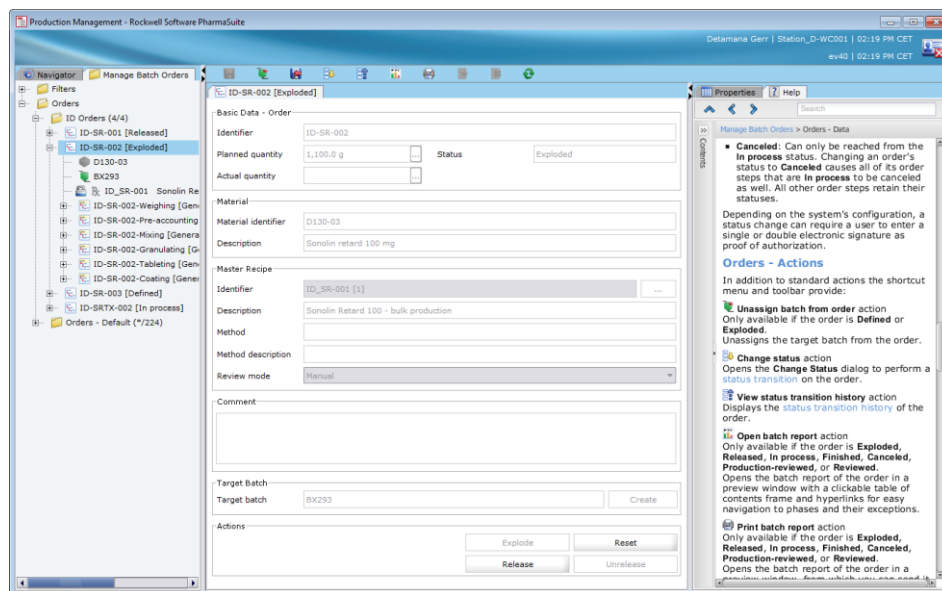 Production Management - Rockwell Software PharmaSuite
Detamana Gerr | Station_D-WC001 | 02:19 PM CET
ev40 | 02:19 PM CET
Navigator
Manage Batch Orders
Filters
Orders
ID Orders (4/4)
ID-SR-001 [Released]
ID-SR-002 [Exploded]
D130-03
BX293
ID_SR-001 Sonolin Re
ID-SR-002-Weighing [Gen
ID-SR-002-Pre-accounting
ID-SR-002-Mixing [Genera
ID-SR-002-Granulating [G
ID-SR-002-Tableting [Gen
ID-SR-002-Coating [Gener
ID-SR-003 [Defined]
ID-SRTX-002 [In process]
Orders - Default (*/224)
ID-SR-002 [Exploded]
Basic Data - Order
Identifier ID-SR-002
Planned quantity 1,100.0 g ... Status Exploded
Actual quantity ...
Material
Material identifier D130-03
Description Sonolin retard 100 mg
Master Recipe
Identifier ID_SR-001 [1] ...
Description Sonolin Retard 100 - bulk production
Method
Method description
Review mode Manual
Comment
Target Batch
Target batch BX293 Create
Actions
Explode Reset
Release Unrelease
Properties
? Help
Search
Contents
Manage Batch Orders > Orders - Data
• Canceled: Can only be reached from the
In process status. Changing an order's
status to Canceled causes all of its order
steps that are In process to be canceled
as well. All other order steps retain their
statuses.
Depending on the system's configuration, a
status change can require a user to enter a
single or double electronic signature as
proof of authorization.
Orders - Actions
In addition to standard actions the shortcut
menu and toolbar provide:
Unassign batch from order action
Only available if the order is Defined or
Exploded.
Unassigns the target batch from the order.
Change status action
Opens the Change Status dialog to perform a
status transition on the order.
View status transition history action
Displays the status transition history of the
order.
Open batch report action
Only available if the order is Exploded,
Released, In process, Finished, Canceled,
Production-reviewed, or Reviewed.
Opens the batch report of the order in a
preview window with a clickable table of
contents frame and hyperlinks for easy
navigation to phases and their exceptions.
Print batch report action
Only available if the order is Exploded,
Released, In process, Finished, Canceled,
Production-reviewed, or Reviewed.
Opens the batch report of the order in a
preview window, from which you can send it